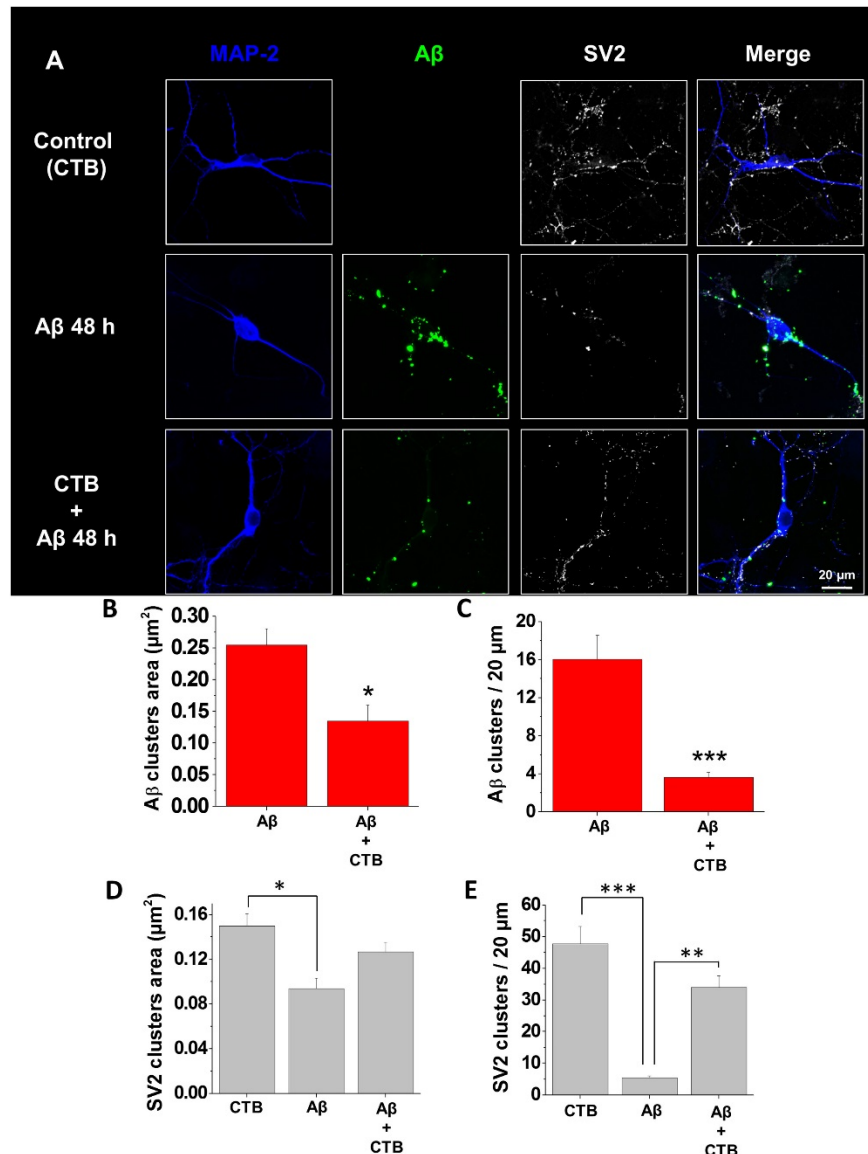 A
MAP-2
Aβ
SV2
Merge
Control
(CTB)
Aβ 48 h
CTB
+
Aβ 48 h
20 µm
B
Aβ clusters area (µm²)
0.30
0.25
0.20
0.15
0.10
0.05
0.00
*
Aβ
Aβ
+
CTB
C
Aβ clusters / 20 µm
20
16
12
8
4
0
***
Aβ
Aβ
+
CTB
D
SV2 clusters area (µm²)
0.16
0.12
0.08
0.04
0.00
*
CTB
Aβ
Aβ
+
CTB
E
SV2 clusters / 20 µm
60
50
40
30
20
10
0
***
**
CTB
Aβ
Aβ
+
CTB